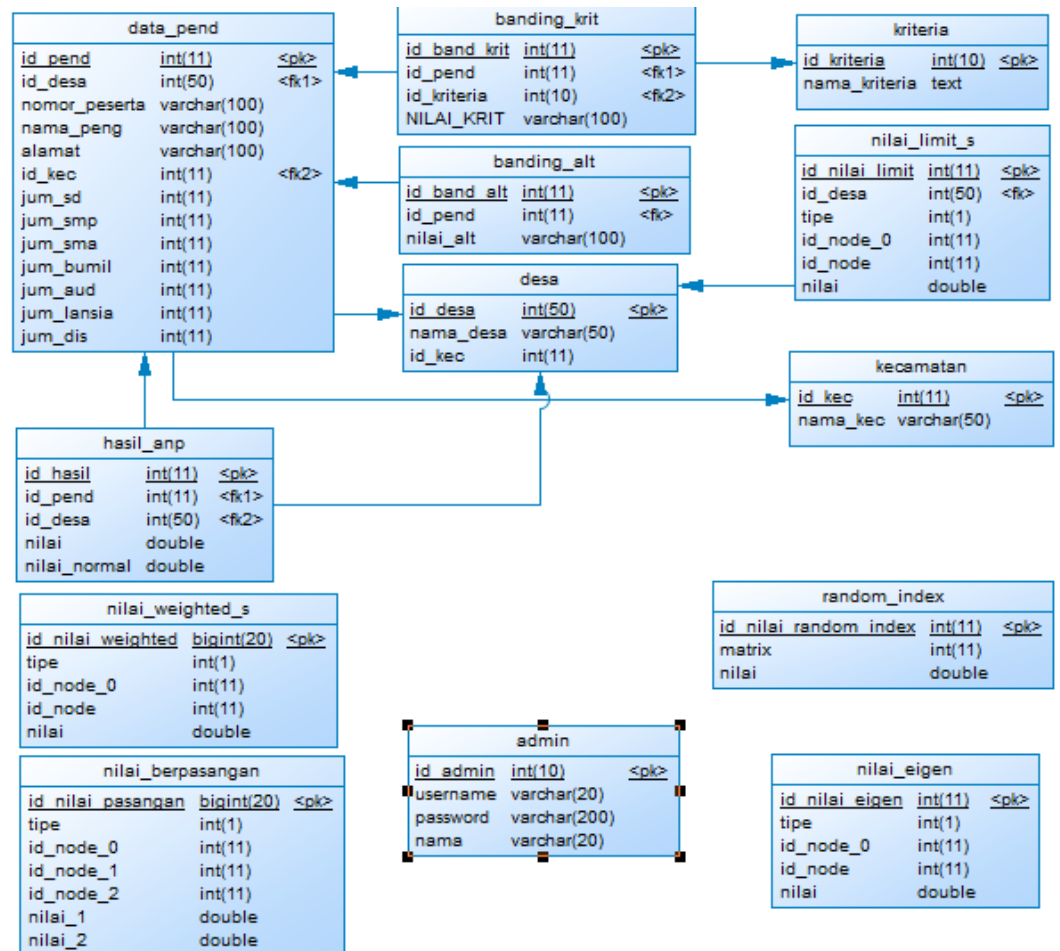 data_pend
id_pend int(11) <pk>
id_desa int(50) <fk1>
nomor_peserta varchar(100)
nama_peng varchar(100)
alamat varchar(100)
id_kec int(11) <fk2>
jum_sd int(11)
jum_smp int(11)
jum_sma int(11)
jum_bumil int(11)
jum_aud int(11)
jum_lansia int(11)
jum_dis int(11)
banding_krit
id_band_krit int(11) <pk>
id_pend int(11) <fk1>
id_kriteria int(10) <fk2>
NILAI_KRIT varchar(100)
kriteria
id_kriteria int(10) <pk>
nama_kriteria text
banding_alt
id_band_alt int(11) <pk>
id_pend int(11) <fk>
nilai_alt varchar(100)
nilai_limit_s
id_nilai_limit int(11) <pk>
id_desa int(50) <fk>
tipe int(1)
id_node_0 int(11)
id_node int(11)
nilai double
desa
id_desa int(50) <pk>
nama_desa varchar(50)
id_kec int(11)
kecamatan
id_kec int(11) <pk>
nama_kec varchar(50)
hasil_anp
id_hasil int(11) <pk>
id_pend int(11) <fk1>
id_desa int(50) <fk2>
nilai double
nilai_normal double
nilai_weighted_s
id_nilai_weighted bigint(20) <pk>
tipe int(1)
id_node_0 int(11)
id_node int(11)
nilai double
random_index
id_nilai_random_index int(11) <pk>
matrix int(11)
nilai double
admin
id_admin int(10) <pk>
username varchar(20)
password varchar(200)
nama varchar(20)
nilai_berpasangan
id_nilai_pasangan bigint(20) <pk>
tipe int(1)
id_node_0 int(11)
id_node_1 int(11)
id_node_2 int(11)
nilai_1 double
nilai_2 double
nilai_eigen
id_nilai_eigen int(11) <pk>
tipe int(1)
id_node_0 int(11)
id_node int(11)
nilai double